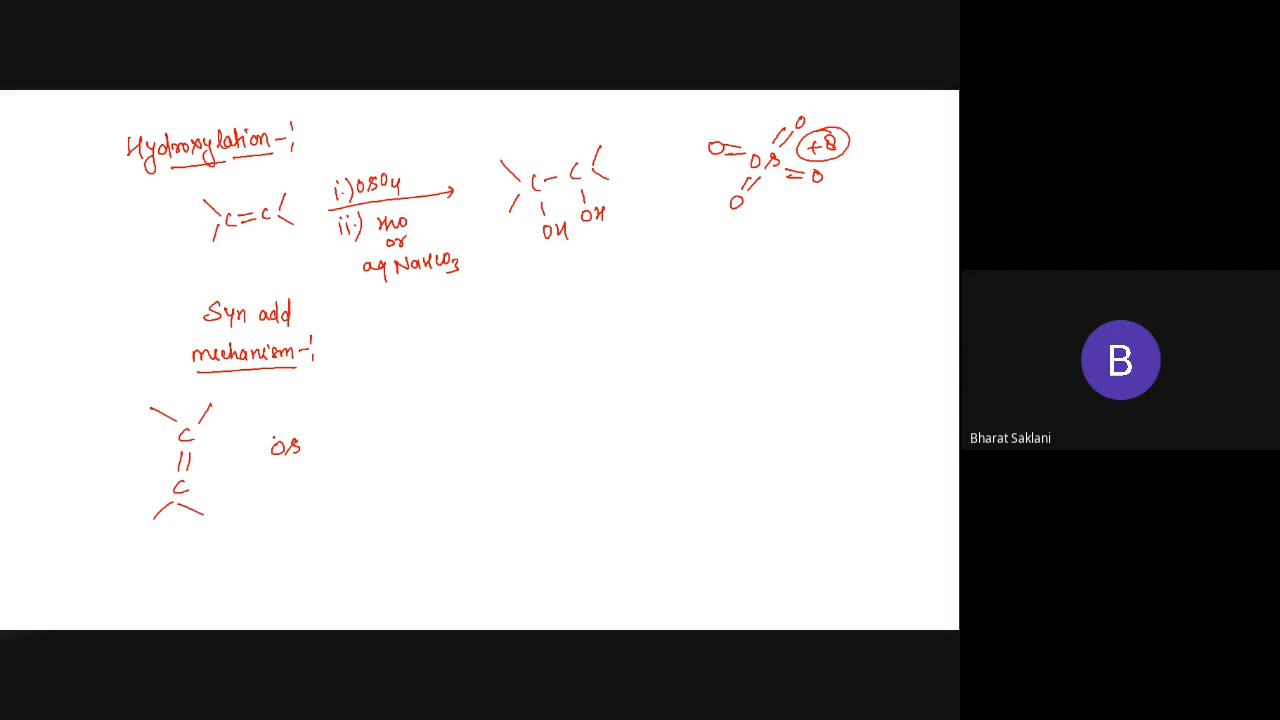 Hydroxylation -:
C=C
i.) OSO4
ii.) H2O
or
aq NaHCO3
C - C
OH OH
O=OS=O +8
O O
Syn add
mechanism -:
C
C
OS
B
Bharat Saklani